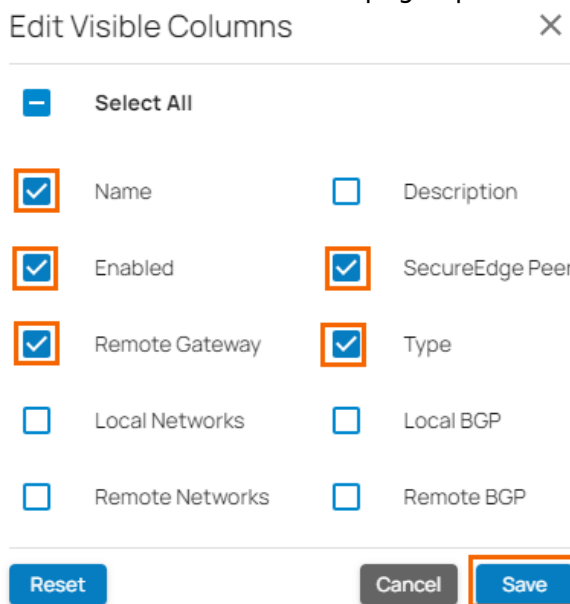 Edit Visible Columns
Select All
Name Description
Enabled SecureEdge Peer
Remote Gateway Type
Local Networks Local BGP
Remote Networks Remote BGP
Reset Cancel Save